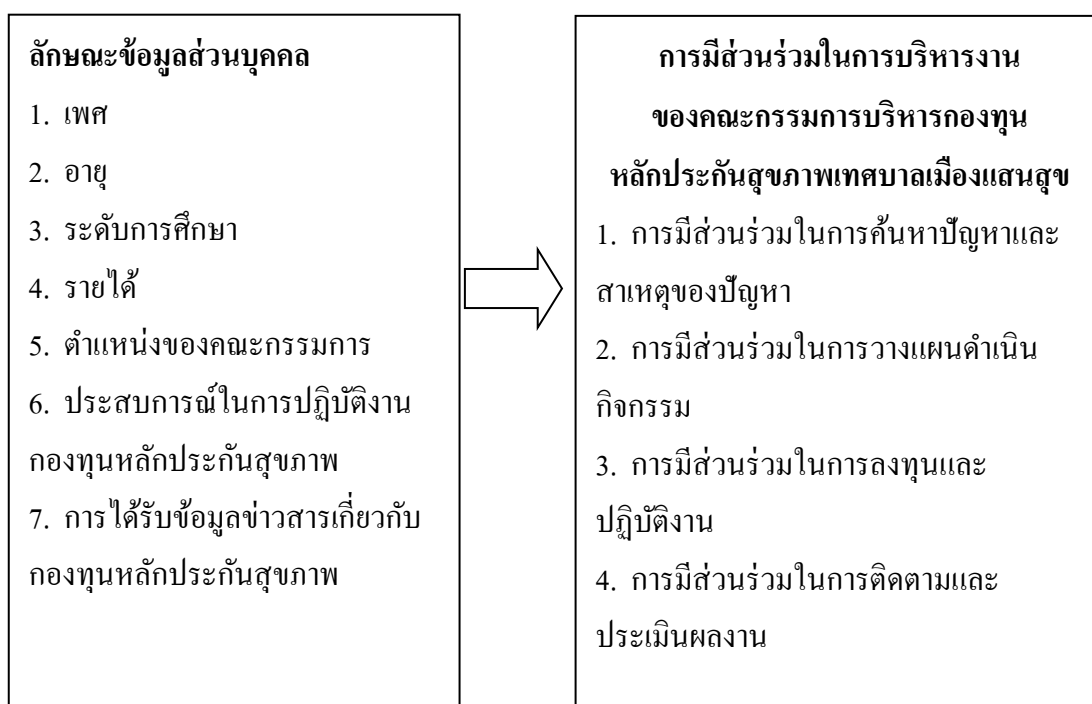 ลักษณะข้อมูลส่วนบุคคล
1. เพศ
2. อายุ
3. ระดับการศึกษา
4. รายได้
5. ตำแหน่งของคณะกรรมการ
6. ประสบการณ์ในการปฏิบัติงาน
กองทุนหลักประกันสุขภาพ
7. การได้รับข้อมูลข่าวสารเกี่ยวกับ
กองทุนหลักประกันสุขภาพ
การมีส่วนร่วมในการบริหารงาน
ของคณะกรรมการบริหารกองทุน
หลักประกันสุขภาพเทศบาลเมืองแสนสุข
1. การมีส่วนร่วมในการค้นหาปัญหาและ
สาเหตุของปัญหา
2. การมีส่วนร่วมในการวางแผนดำเนิน
กิจกรรม
3. การมีส่วนร่วมในการลงทุนและ
ปฏิบัติงาน
4. การมีส่วนร่วมในการติดตามและ
ประเมินผลงาน